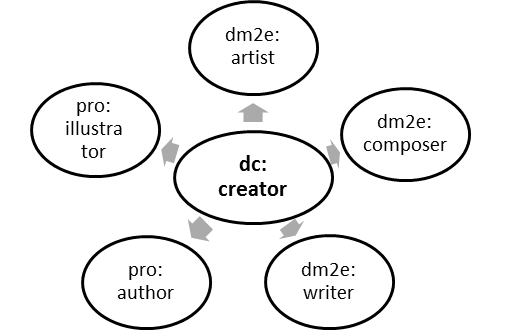 dm2e:
artist
pro:
illustra
tor
dm2e:
composer
dc:
creator
pro:
author
dm2e:
writer